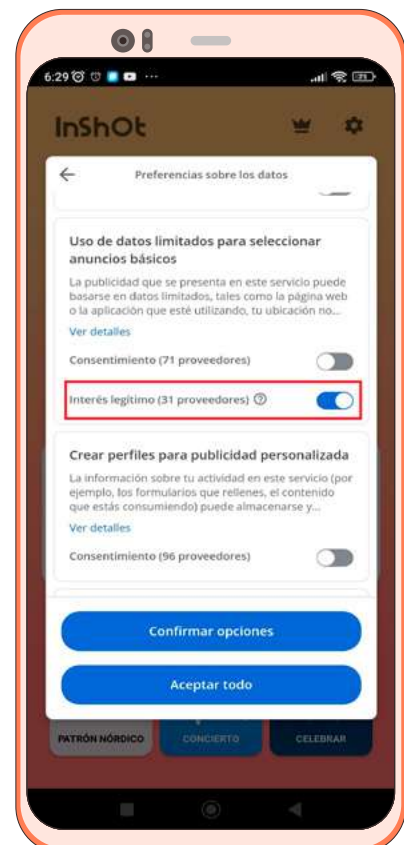 6:29
71
InShOt
Preferencias sobre los datos
Uso de datos limitados para seleccionar
anuncios básicos
La publicidad que se presenta en este servicio puede
basarse en datos limitados, tales como la página web
o la aplicación que esté utilizando, tu ubicación no...
Ver detalles
Consentimiento (71 proveedores)
Interés legítimo (31 proveedores) ?
Crear perfiles para publicidad personalizada
La información sobre tu actividad en este servicio (por
ejemplo, los formularios que rellenes, el contenido
que estás consumiendo) puede almacenarse y...
Ver detalles
Consentimiento (96 proveedores)
Confirmar opciones
Aceptar todo
PATRÓN NÓRDICO
CONCIERTO
CELEBRAR